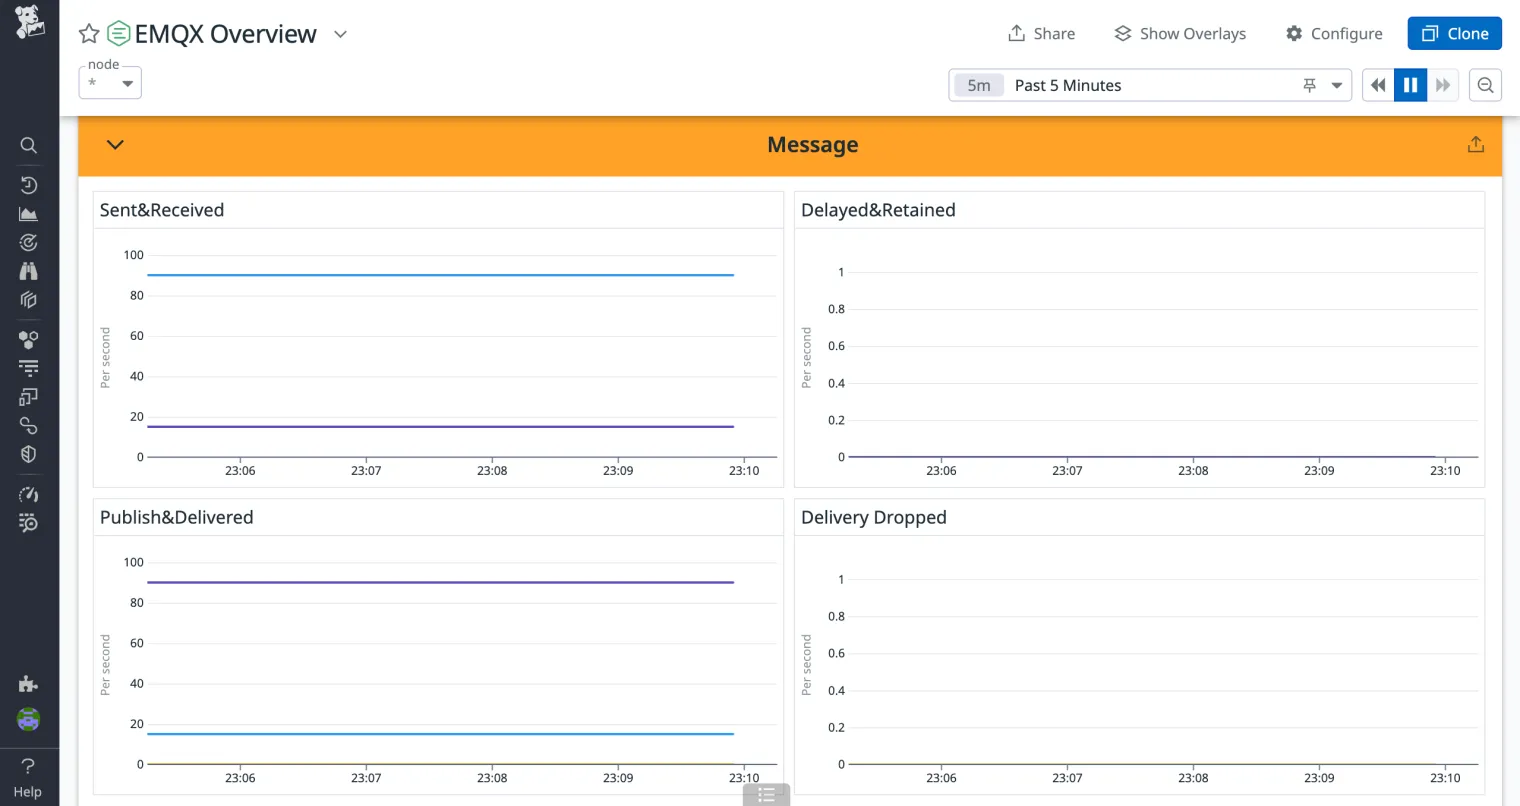 EMQX Overview
Share
Show Overlays
Configure
Clone
node
*
5m Past 5 Minutes
Message
Sent&Received
100
80
60
40
20
0
Per second
23:06 23:07 23:08 23:09 23:10
Delayed&Retained
1
0.8
0.6
0.4
0.2
0
Per second
23:06 23:07 23:08 23:09 23:10
Publish&Delivered
100
80
60
40
20
0
Per second
23:06 23:07 23:08 23:09 23:10
Delivery Dropped
1
0.8
0.6
0.4
0.2
0
Per second
23:06 23:07 23:08 23:09 23:10
Help